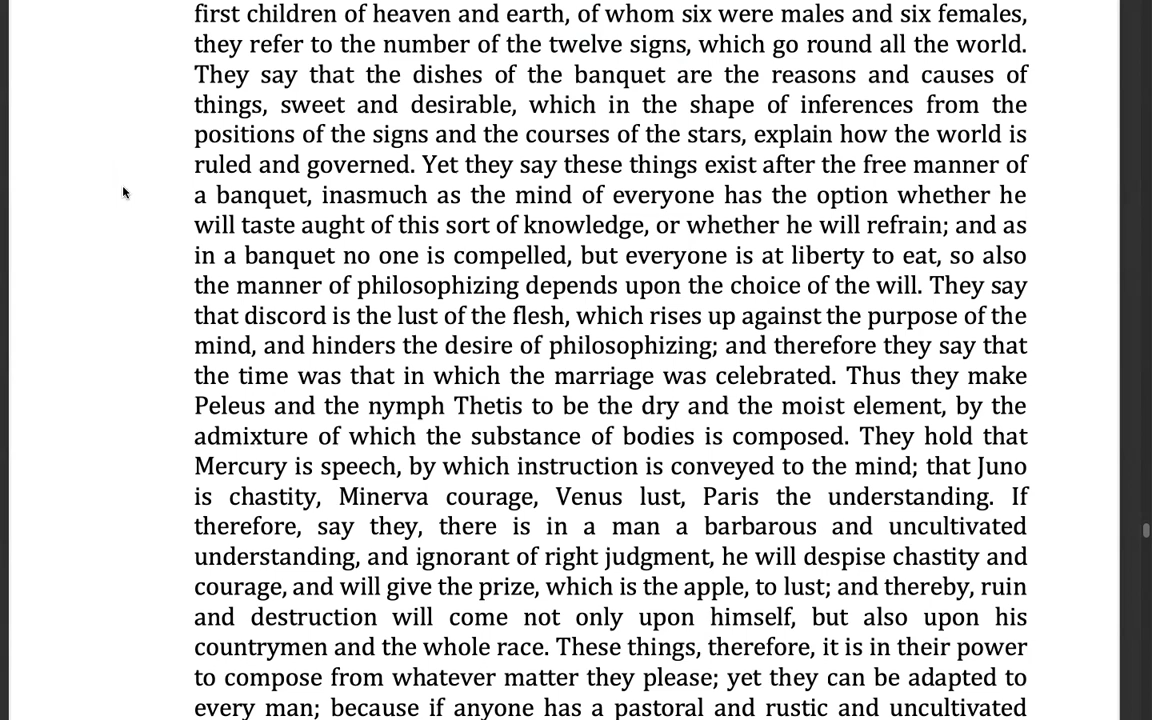 first children of heaven and earth, of whom six were males and six females,
they refer to the number of the twelve signs, which go round all the world.
They say that the dishes of the banquet are the reasons and causes of
things, sweet and desirable, which in the shape of inferences from the
positions of the signs and the courses of the stars, explain how the world is
ruled and governed. Yet they say these things exist after the free manner of
a banquet, inasmuch as the mind of everyone has the option whether he
will taste aught of this sort of knowledge, or whether he will refrain; and as
in a banquet no one is compelled, but everyone is at liberty to eat, so also
the manner of philosophizing depends upon the choice of the will. They say
that discord is the lust of the flesh, which rises up against the purpose of the
mind, and hinders the desire of philosophizing; and therefore they say that
the time was that in which the marriage was celebrated. Thus they make
Peleus and the nymph Thetis to be the dry and the moist element, by the
admixture of which the substance of bodies is composed. They hold that
Mercury is speech, by which instruction is conveyed to the mind; that Juno
is chastity, Minerva courage, Venus lust, Paris the understanding. If
therefore, say they, there is in a man a barbarous and uncultivated
understanding, and ignorant of right judgment, he will despise chastity and
courage, and will give the prize, which is the apple, to lust; and thereby, ruin
and destruction will come not only upon himself, but also upon his
countrymen and the whole race. These things, therefore, it is in their power
to compose from whatever matter they please; yet they can be adapted to
every man; because if anyone has a pastoral and rustic and uncultivated